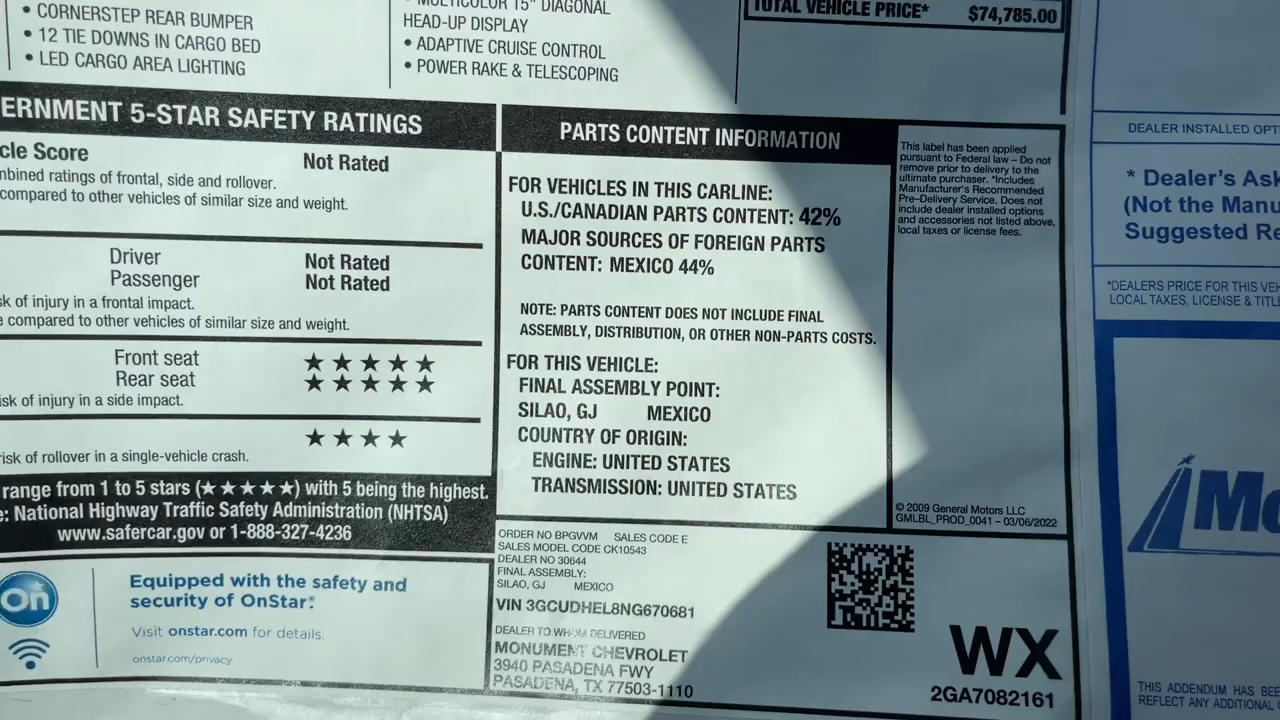 • CORNERSTEP REAR BUMPER
• 12 TIE DOWNS IN CARGO BED
• LED CARGO AREA LIGHTING
• MULTICOLOR 15" DIAGONAL
HEAD-UP DISPLAY
• ADAPTIVE CRUISE CONTROL
• POWER RAKE & TELESCOPING
TOTAL VEHICLE PRICE* $74,785.00
ERNMENT 5-STAR SAFETY RATINGS
cle Score Not Rated
nbined ratings of frontal, side and rollover.
compared to other vehicles of similar size and weight.
Driver Not Rated
Passenger Not Rated
sk of injury in a frontal impact.
e compared to other vehicles of similar size and weight.
Front seat ★★★★★
Rear seat ★★★★★
isk of injury in a side impact.
★★★★
risk of rollover in a single-vehicle crash.
range from 1 to 5 stars (★★★★★) with 5 being the highest.
e: National Highway Traffic Safety Administration (NHTSA)
www.safercar.gov or 1-888-327-4236
On
Equipped with the safety and
security of OnStar®
Visit onstar.com for details.
onstar.com/privacy
PARTS CONTENT INFORMATION
FOR VEHICLES IN THIS CARLINE:
U.S./CANADIAN PARTS CONTENT: 42%
MAJOR SOURCES OF FOREIGN PARTS
CONTENT: MEXICO 44%
NOTE: PARTS CONTENT DOES NOT INCLUDE FINAL
ASSEMBLY, DISTRIBUTION, OR OTHER NON-PARTS COSTS.
FOR THIS VEHICLE:
FINAL ASSEMBLY POINT:
SILAO, GJ MEXICO
COUNTRY OF ORIGIN:
ENGINE: UNITED STATES
TRANSMISSION: UNITED STATES
This label has been applied
pursuant to Federal law – Do not
remove prior to delivery to the
ultimate purchaser. *Includes
Manufacturer's Recommended
Pre-Delivery Service. Does not
include dealer installed options
and accessories not listed above,
local taxes or license fees.
© 2009 General Motors LLC
GMLBL_PROD_0041 – 03/06/2022
ORDER NO BPGVVM SALES CODE E
SALES MODEL CODE CK10543
DEALER NO 30644
FINAL ASSEMBLY:
SILAO, GJ MEXICO
VIN 3GCUDHEL8NG670681
DEALER TO WHOM DELIVERED
MONUMENT CHEVROLET
3940 PASADENA FWY
PASADENA, TX 77503-1110
WX
2GA7082161
DEALER INSTALLED OPT
* Dealer's Ask
(Not the Manu
Suggested Re
*DEALERS PRICE FOR THIS VEH
LOCAL TAXES, LICENSE & TITL
Mo
THIS ADDENDUM HAS BEE
REFLECT ANY ADDITIONAL